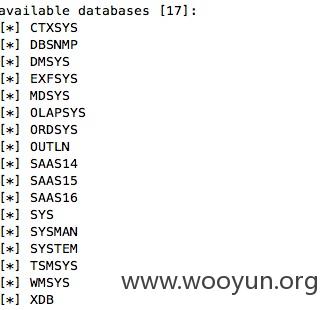 available databases [17]:
[*] CTXSYS
[*] DBSNMP
[*] DMSYS
[*] EXFSYS
[*] MDSYS
[*] OLAPSYS
[*] ORDSYS
[*] OUTLN
[*] SAAS14
[*] SAAS15
[*] SAAS16
[*] SYS
[*] SYSMAN
[*] SYSTEM
[*] TSMSYS
[*] WMSYS
[*] XDB
www.wooyun.org